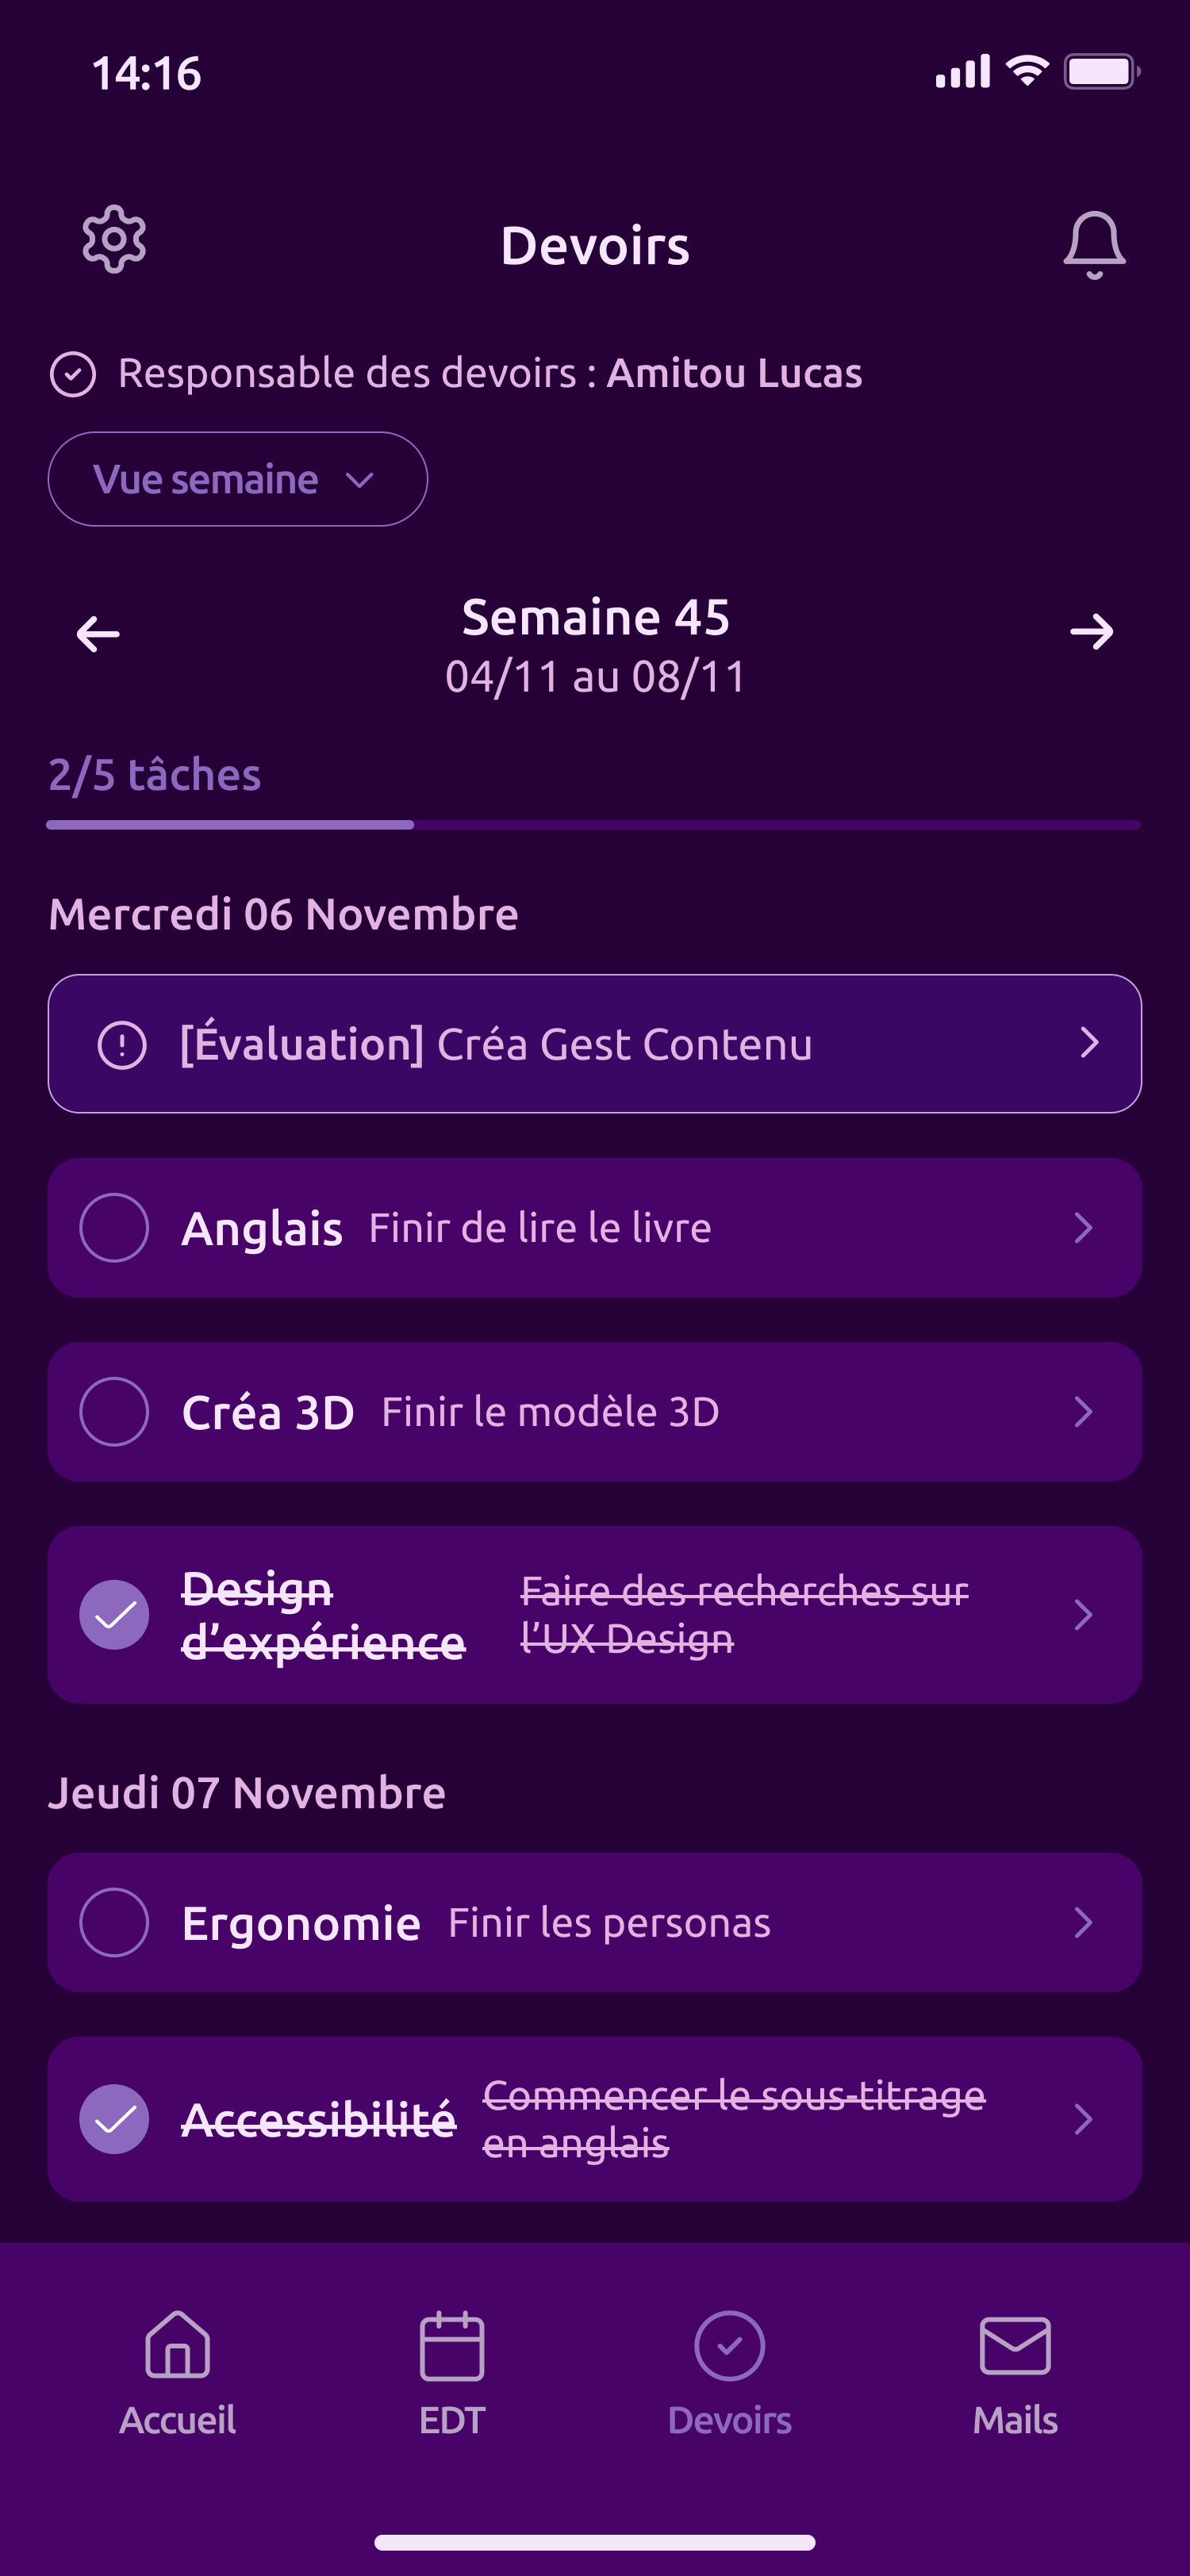 14:16
Devoirs
Responsable des devoirs : Amitou Lucas
Vue semaine
Semaine 45
04/11 au 08/11
2/5 tâches
Mercredi 06 Novembre
[Évaluation] Créa Gest Contenu
Anglais Finir de lire le livre
Créa 3D Finir le modèle 3D
Design
d’expérience
Faire des recherches sur
l’UX Design
Jeudi 07 Novembre
Ergonomie Finir les personas
Accessibilité
Commencer le sous-titrage
en anglais
Accueil EDT Devoirs Mails